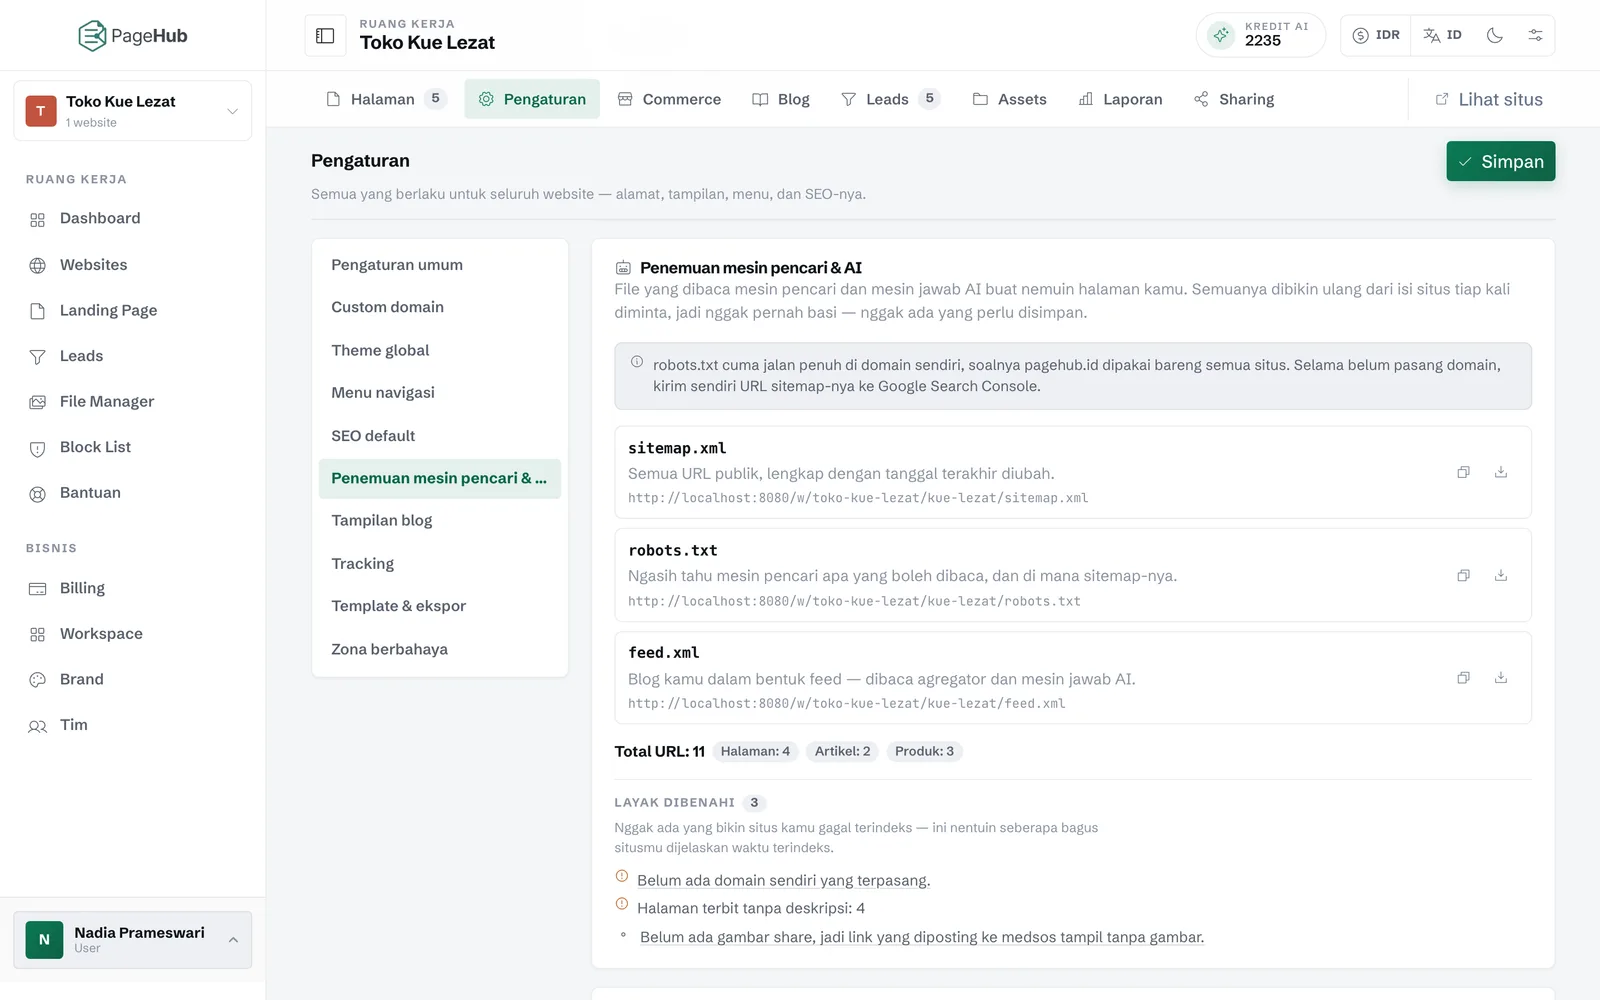 PageHub
RUANG KERJA
Toko Kue Lezat
KREDIT AI
2235
IDR
ID
T
Toko Kue Lezat
1 website
Halaman 5
Pengaturan
Commerce
Blog
Leads 5
Assets
Laporan
Sharing
Lihat situs
RUANG KERJA
Dashboard
Websites
Landing Page
Leads
File Manager
Block List
Bantuan
BISNIS
Billing
Workspace
Brand
Tim
N
Nadia Prameswari
User
Pengaturan
Semua yang berlaku untuk seluruh website — alamat, tampilan, menu, dan SEO-nya.
Simpan
Pengaturan umum
Custom domain
Theme global
Menu navigasi
SEO default
Penemuan mesin pencari & ...
Tampilan blog
Tracking
Template & ekspor
Zona berbahaya
Penemuan mesin pencari & AI
File yang dibaca mesin pencari dan mesin jawab AI buat nemuin halaman kamu. Semuanya dibikin ulang dari isi situs tiap kali
diminta, jadi nggak pernah basi — nggak ada yang perlu disimpan.
robots.txt cuma jalan penuh di domain sendiri, soalnya pagehub.id dipakai bareng semua situs. Selama belum pasang domain,
kirim sendiri URL sitemap-nya ke Google Search Console.
sitemap.xml
Semua URL publik, lengkap dengan tanggal terakhir diubah.
http://localhost:8080/w/toko-kue-lezat/kue-lezat/sitemap.xml
robots.txt
Ngasih tahu mesin pencari apa yang boleh dibaca, dan di mana sitemap-nya.
http://localhost:8080/w/toko-kue-lezat/kue-lezat/robots.txt
feed.xml
Blog kamu dalam bentuk feed — dibaca agregator dan mesin jawab AI.
http://localhost:8080/w/toko-kue-lezat/kue-lezat/feed.xml
Total URL: 11 Halaman: 4 Artikel: 2 Produk: 3
LAYAK DIBENAHI 3
Nggak ada yang bikin situs kamu gagal terindeks — ini nentuin seberapa bagus
situsmu dijelaskan waktu terindeks.
Belum ada domain sendiri yang terpasang.
Halaman terbit tanpa deskripsi: 4
Belum ada gambar share, jadi link yang diposting ke medsos tampil tanpa gambar.